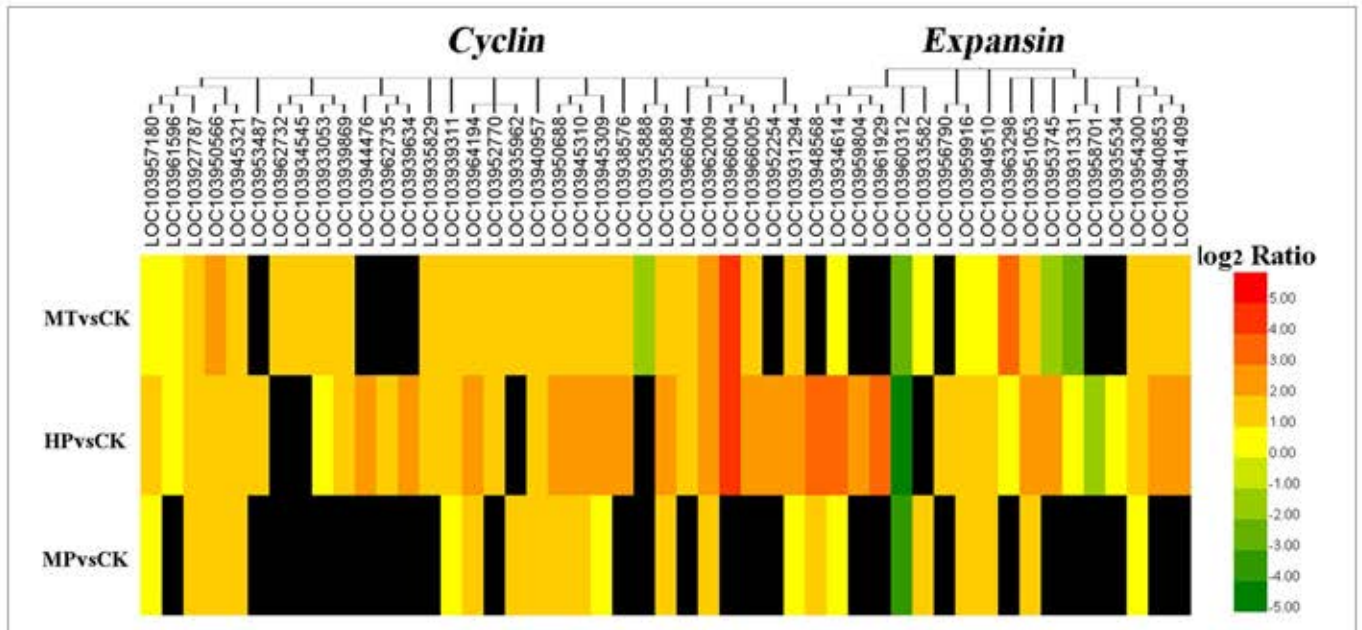 Cyclin Expansin
LOC103957180
LOC103961596
LOC103927787
LOC103950566
LOC103945321
LOC103953487
LOC103962732
LOC103934545
LOC103933053
LOC103939869
LOC103944476
LOC103962735
LOC103939634
LOC103935829
LOC103939311
LOC103964194
LOC103952770
LOC103935962
LOC103940957
LOC103950688
LOC103945310
LOC103945309
LOC103938576
LOC103935888
LOC103935889
LOC103966094
LOC103962009
LOC103966004
LOC103966005
LOC103952254
LOC103931294
LOC103948568
LOC103934614
LOC103959804
LOC103961929
LOC103960312
LOC103933582
LOC103956790
LOC103959916
LOC103949510
LOC103963298
LOC103951053
LOC103953745
LOC103931331
LOC103958701
LOC103935534
LOC103954300
LOC103940853
LOC103941409
log2 Ratio
5.00
4.00
3.00
2.00
1.00
0.00
-1.00
-2.00
-3.00
-4.00
-5.00
MTvsCK
HPvsCK
MPvsCK